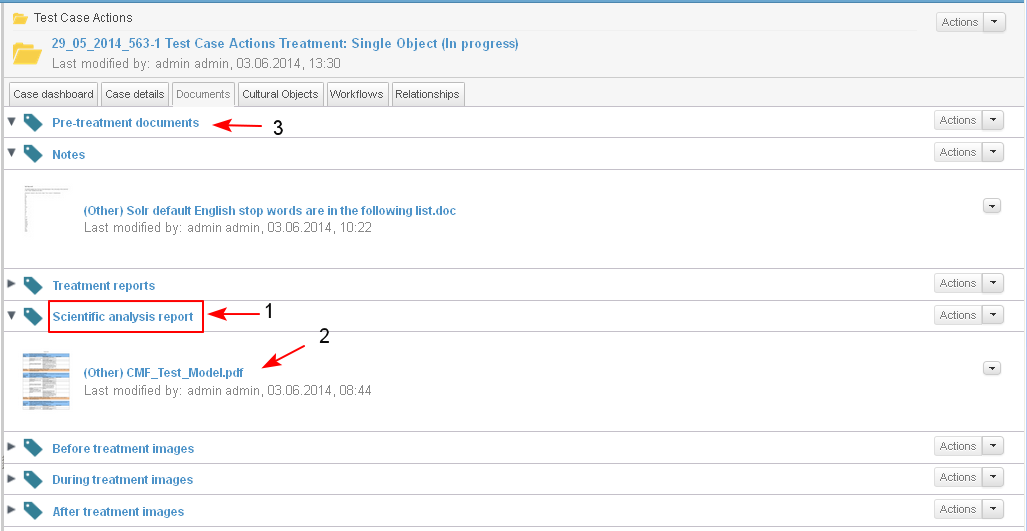 Test Case Actions
Actions
29_05_2014_563-1 Test Case Actions Treatment: Single Object (In progress)
Last modified by: admin admin, 03.06.2014, 13:30
Case dashboard Case details Documents Cultural Objects Workflows Relationships
Pre-treatment documents 3 Actions
Notes Actions
(Other) Solr default English stop words are in the following list.doc
Last modified by: admin admin, 03.06.2014, 10:22
Treatment reports Actions
Scientific analysis report 1 Actions
2
(Other) CMF_Test_Model.pdf
Last modified by: admin admin, 03.06.2014, 08:44
Before treatment images Actions
During treatment images Actions
After treatment images Actions